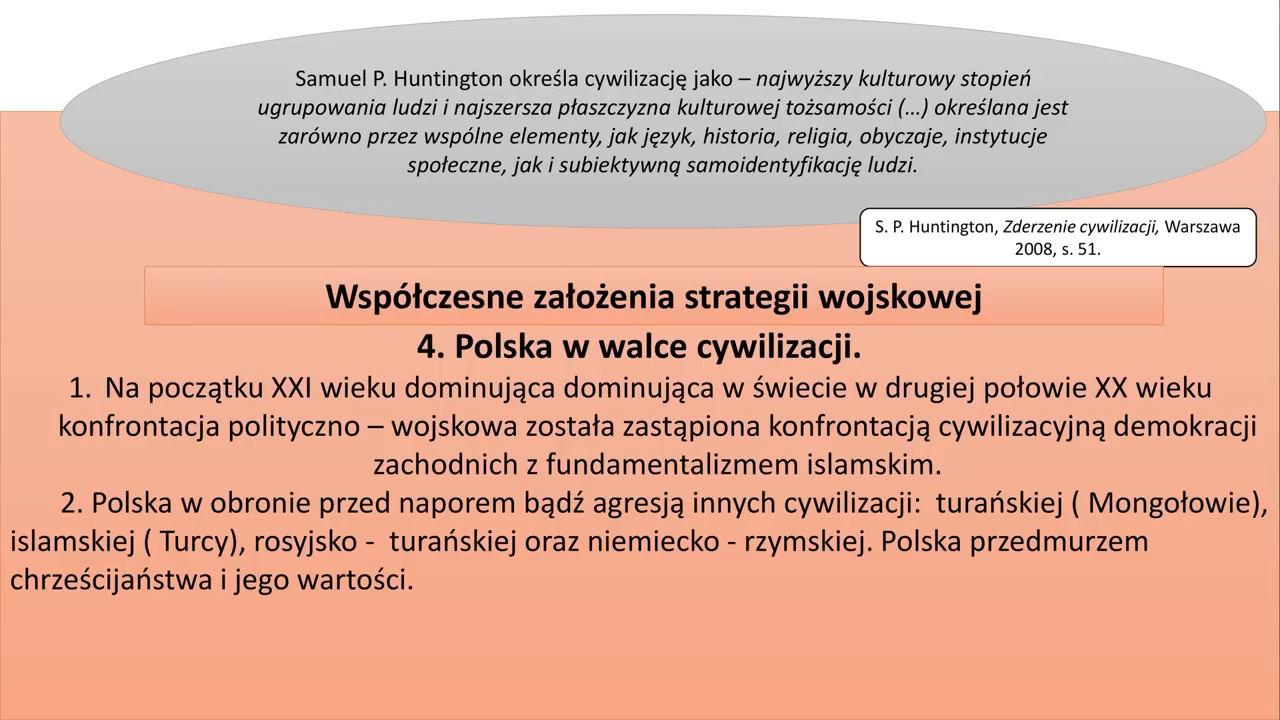 Samuel P. Huntington określa cywilizację jako – najwyższy kulturowy stopień
ugrupowania ludzi i najszersza płaszczyzna kulturowej tożsamości (...) określana jest
zarówno przez wspólne elementy, jak język, historia, religia, obyczaje, instytucje
społeczne, jak i subiektywną samoidentyfikację ludzi.
S. P. Huntington, Zderzenie cywilizacji, Warszawa
2008, s. 51.
Współczesne założenia strategii wojskowej
4. Polska w walce cywilizacji.
1. Na początku XXI wieku dominująca dominująca w świecie w drugiej połowie XX wieku
konfrontacja polityczno – wojskowa została zastąpiona konfrontacją cywilizacyjną demokracji
zachodnich z fundamentalizmem islamskim.
2. Polska w obronie przed naporem bądź agresją innych cywilizacji: turańskiej ( Mongołowie),
islamskiej ( Turcy), rosyjsko - turańskiej oraz niemiecko - rzymskiej. Polska przedmurzem
chrześcijaństwa i jego wartości.